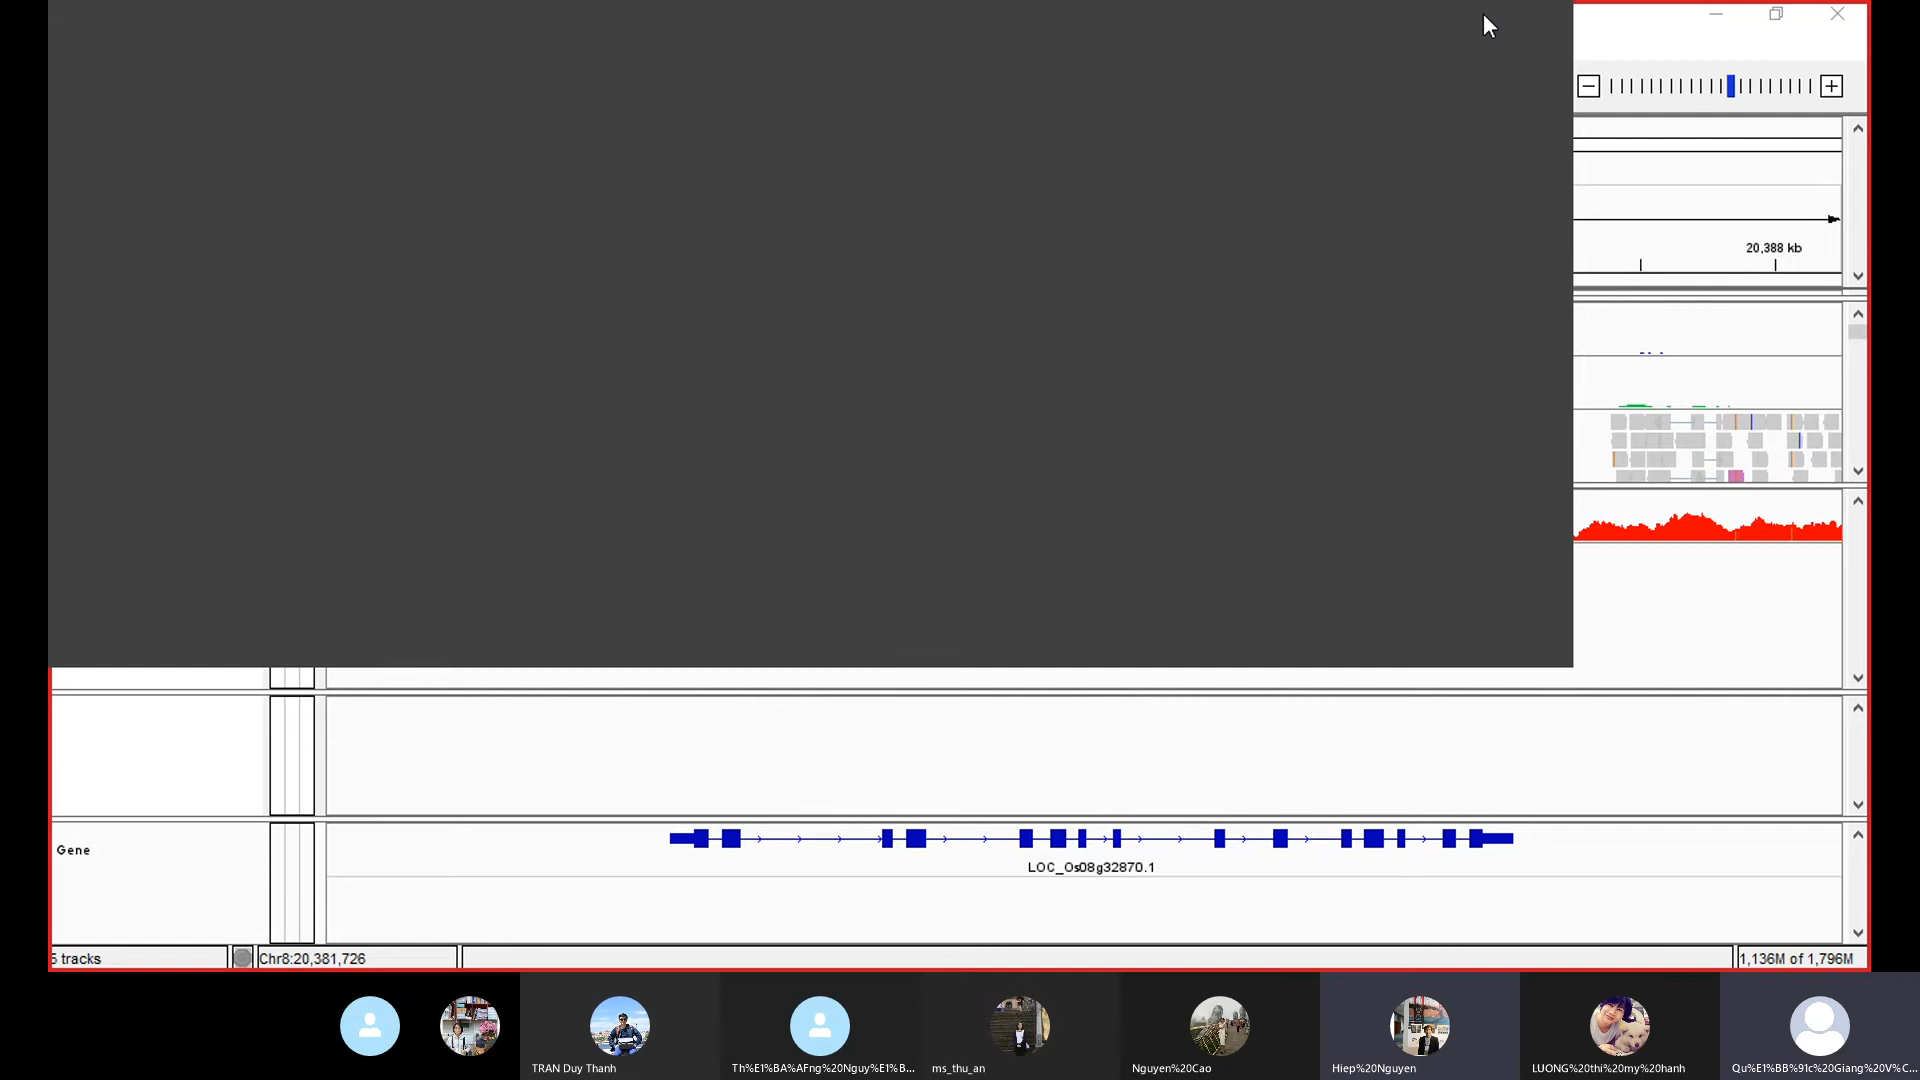 20,388 kb
Gene
LOC_Os08g32870.1
5 tracks
Chr8:20,381,726
1,136M of 1,796M
TRAN Duy Thanh
Th%E1%BA%AFng%20Nguy%E1%B...
ms_thu_an
Nguyen%20Cao
Hiep%20Nguyen
LUONG%20thi%20my%20hanh
Qu%E1%BB%91c%20Giang%20V%C...